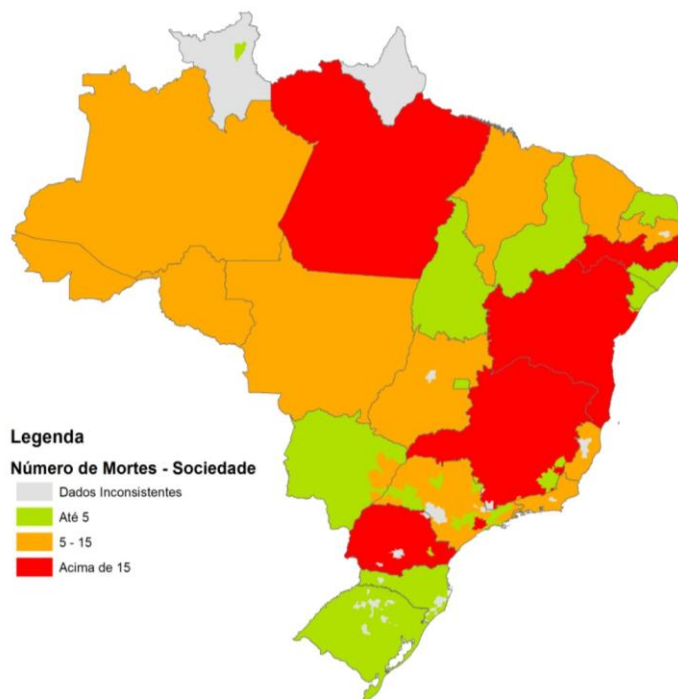 Legenda
Número de Mortes - Sociedade
Dados Inconsistentes
Até 5
5 - 15
Acima de 15